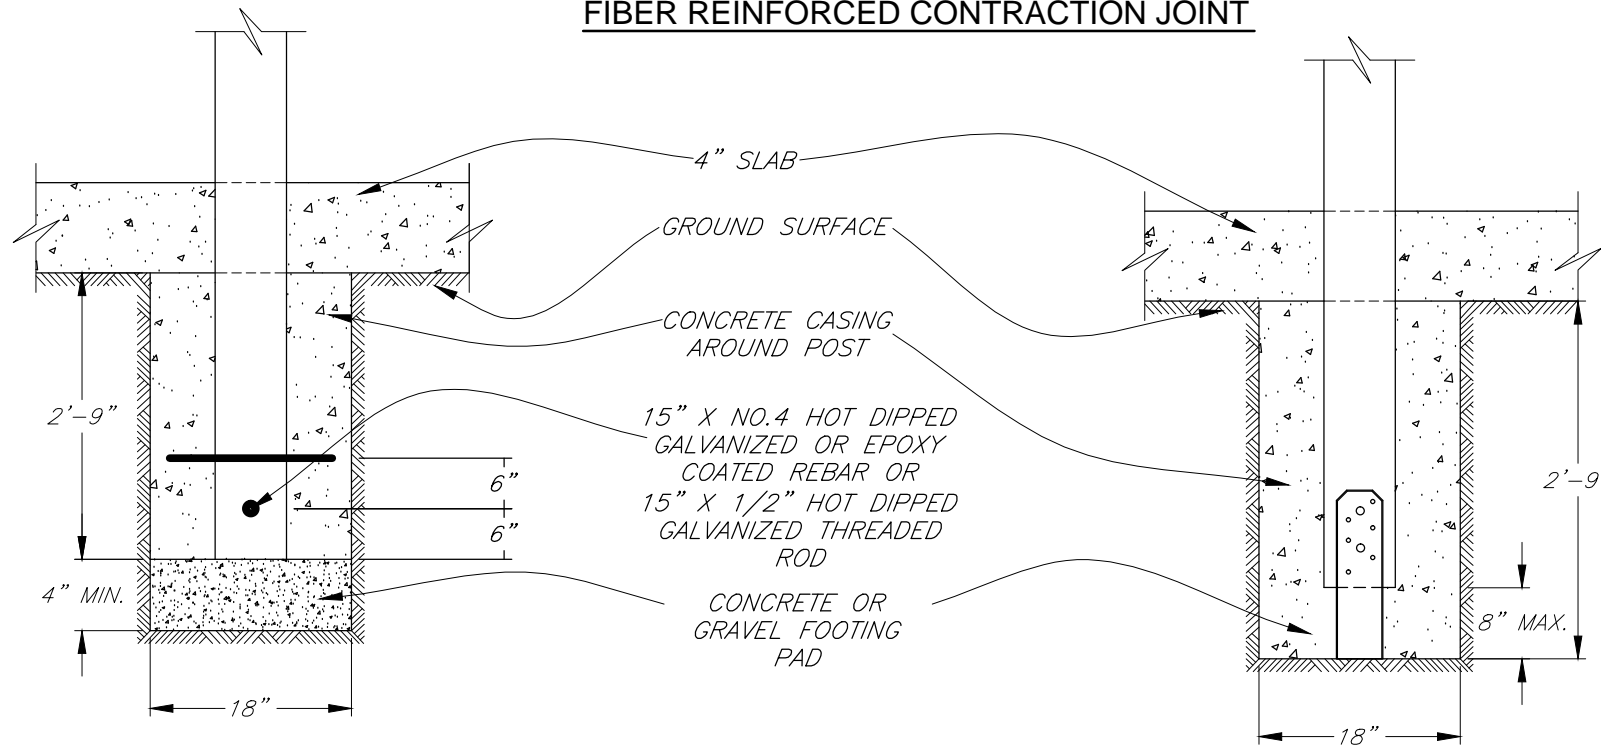 FIBER REINFORCED CONTRACTION JOINT
4" SLAB
GROUND SURFACE
CONCRETE CASING
AROUND POST
2'-9"
15" X NO.4 HOT DIPPED
GALVANIZED OR EPOXY
COATED REBAR OR
15" X 1/2" HOT DIPPED
GALVANIZED THREADED
ROD
6"
6"
2'-9
4" MIN.
CONCRETE OR
GRAVEL FOOTING
PAD
8" MAX.
18"
18"